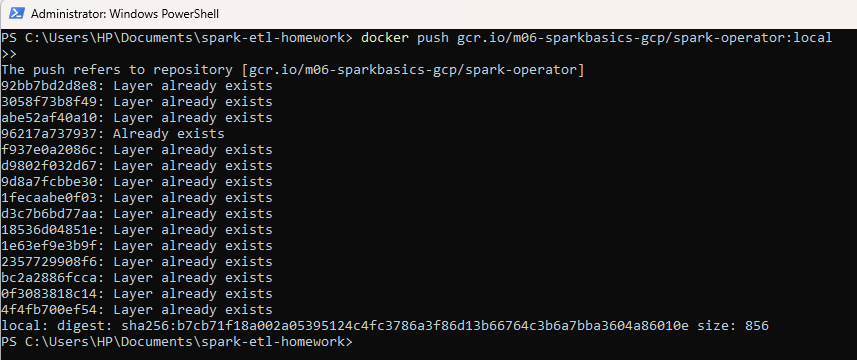 Administrator: Windows PowerShell
PS C:\Users\HP\Documents\spark-etl-homework> docker push gcr.io/m06-sparkbasics-gcp/spark-operator:local
>>
The push refers to repository [gcr.io/m06-sparkbasics-gcp/spark-operator]
92bb7bd2d8e8: Layer already exists
3058f73b8f49: Layer already exists
abe52af40a10: Layer already exists
96217a737937: Already exists
f937e0a2086c: Layer already exists
d9802f032d67: Layer already exists
9d8a7fcbbe30: Layer already exists
1fecaabe0f03: Layer already exists
d3c7b6bd77aa: Layer already exists
18536d04851e: Layer already exists
1e63ef9e3b9f: Layer already exists
2357729908f6: Layer already exists
bc2a2886fcca: Layer already exists
0f3083818c14: Layer already exists
4f4fb700ef54: Layer already exists
local: digest: sha256:b7cb71f18a002a05395124c4fc3786a3f86d13b66764c3b6a7bba3604a86010e size: 856
PS C:\Users\HP\Documents\spark-etl-homework>